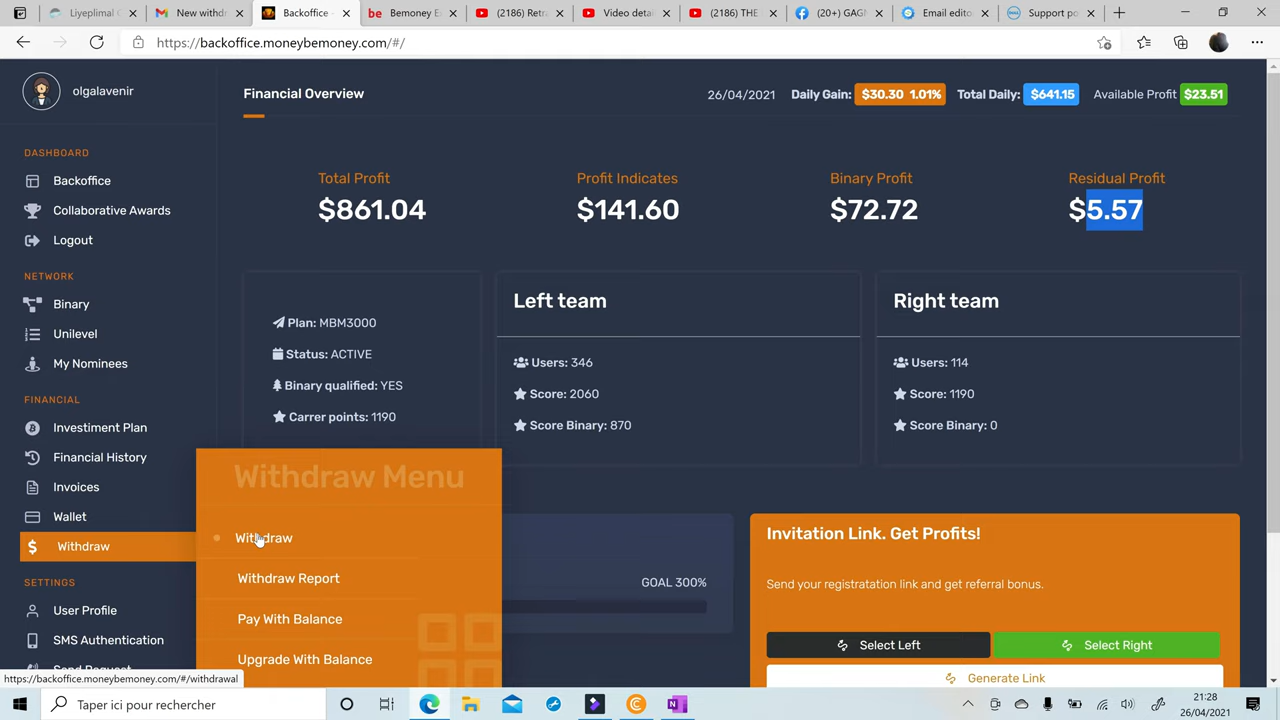 Liyeplimal C
New withdr
Backoffice -
Bemoney E
(2186) Retr
Video detai
(2186) THE
(20+) GAGN
Email edito
Support po
https://backoffice.moneybemoney.com/#/
olgalavenir
Financial Overview
26/04/2021
Daily Gain: $30.30 1.01%
Total Daily: $641.15
Available Profit $23.51
DASHBOARD
Backoffice
Collaborative Awards
Logout
NETWORK
Binary
Unilevel
My Nominees
FINANCIAL
Investiment Plan
Financial History
Invoices
Wallet
Withdraw
SETTINGS
User Profile
SMS Authentication
Send Request
Total Profit
$861.04
Profit Indicates
$141.60
Binary Profit
$72.72
Residual Profit
$5.57
Plan: MBM3000
Status: ACTIVE
Binary qualified: YES
Carrer points: 1190
Left team
Users: 346
Score: 2060
Score Binary: 870
Right team
Users: 114
Score: 1190
Score Binary: 0
Withdraw Menu
Withdraw
Withdraw Report
Pay With Balance
Upgrade With Balance
GOAL 300%
Invitation Link. Get Profits!
Send your registratation link and get referral bonus.
Select Left
Select Right
Generate Link
https://backoffice.moneybemoney.com/#/withdrawal
Taper ici pour rechercher
21:28
26/04/2021